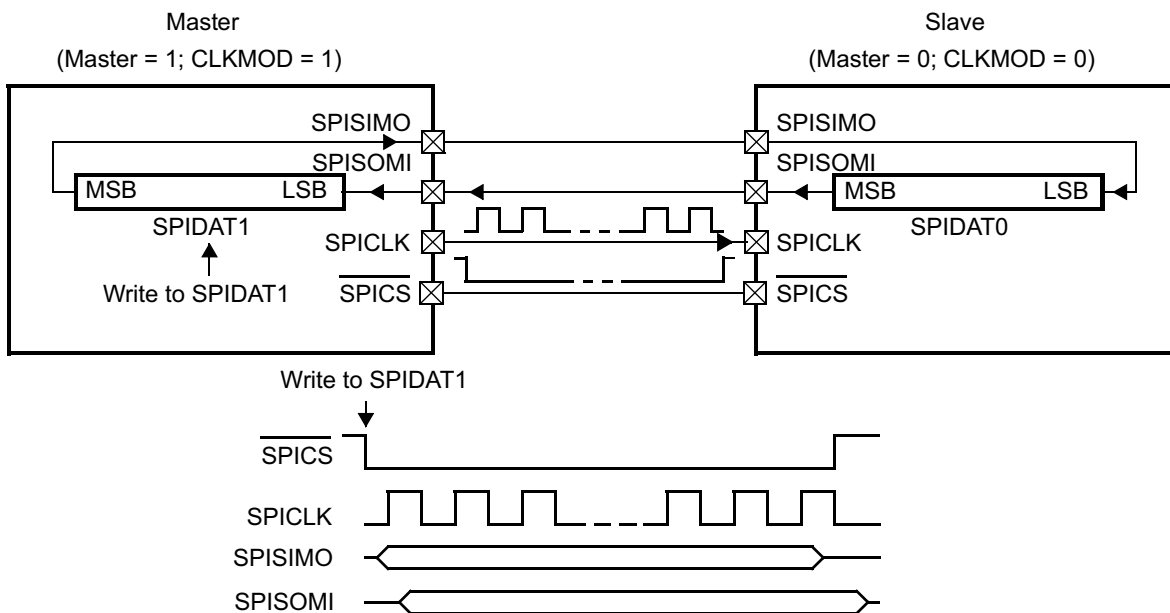 Master
(Master = 1; CLKMOD = 1)
Slave
(Master = 0; CLKMOD = 0)
SPISIMO
SPISOMI
MSB LSB
SPIDAT1
Write to SPIDAT1
SPICLK
SPICS
SPISIMO
SPISOMI
MSB LSB
SPIDAT0
SPICLK
SPICS
Write to SPIDAT1
SPICS
SPICLK
SPISIMO
SPISOMI